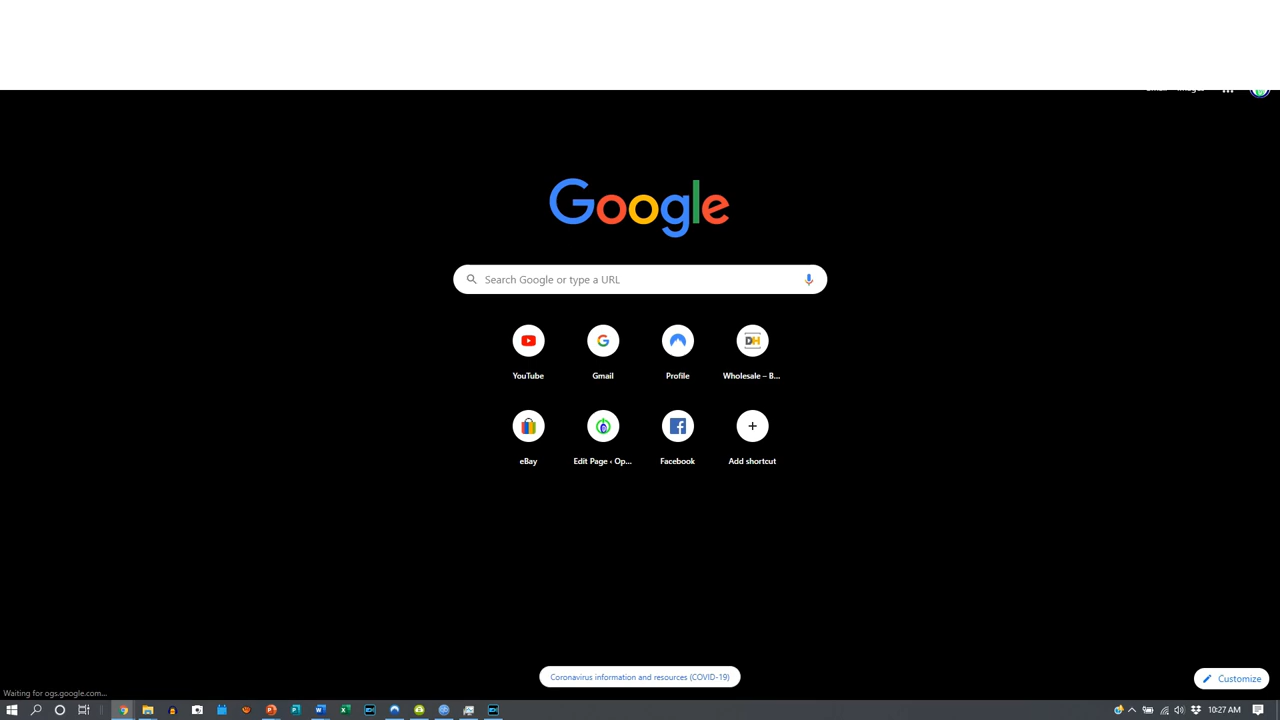 Google
Search Google or type a URL
YouTube
Gmail
Profile
Wholesale – B...
eBay
Edit Page ‹ Op...
Facebook
Add shortcut
Coronavirus information and resources (COVID-19)
Customize
Waiting for ogs.google.com...
10:27 AM